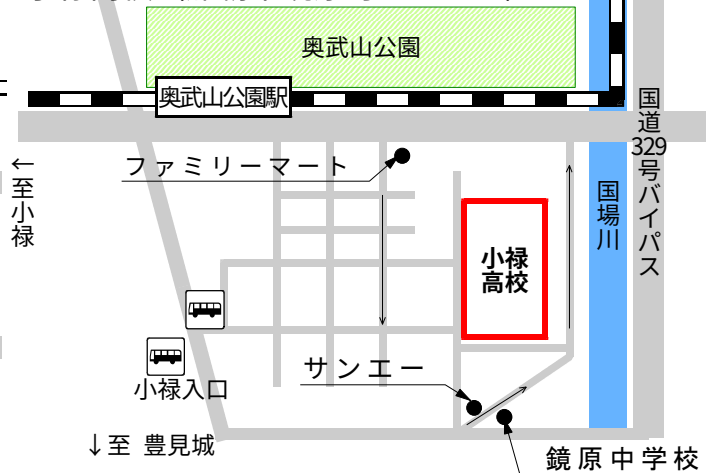 奥武山公園
奥武山公園駅
国道329号バイパス
ファミリーマート
←至小禄
国場川
小禄
高校
サンエー
小禄入口
↓至 豊見城
鏡原中学校